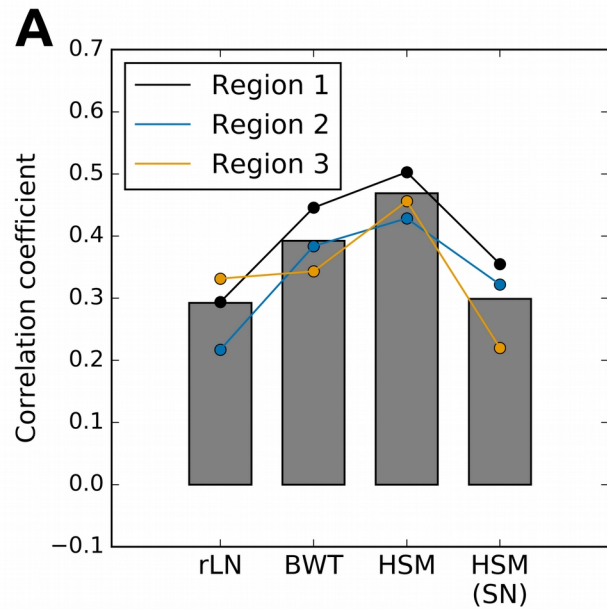 A
0.7
0.6
0.5
0.4
0.3
0.2
0.1
0.0
−0.1
Correlation coefficient
Region 1
Region 2
Region 3
rLN BWT HSM HSM
(SN)